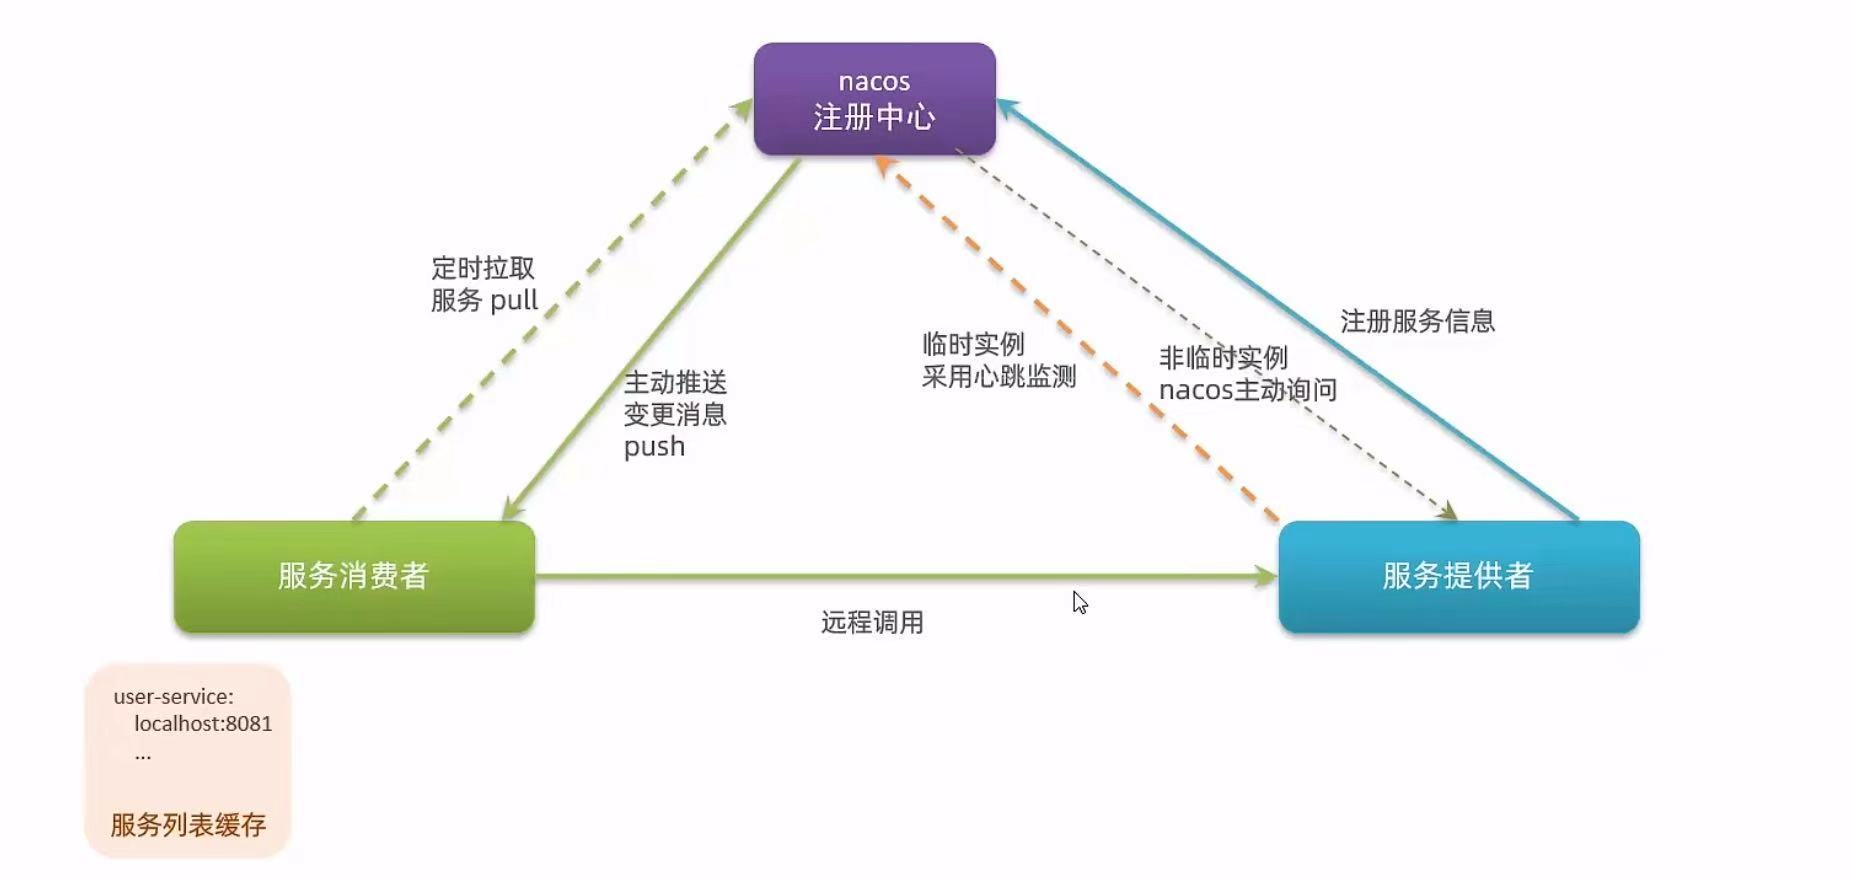 nacos
注册中心
定时拉取
服务 pull
主动推送
变更消息
push
临时实例
采用心跳监测
非临时实例
nacos主动询问
注册服务信息
服务消费者
远程调用
服务提供者
user-service:
localhost:8081
...
服务列表缓存